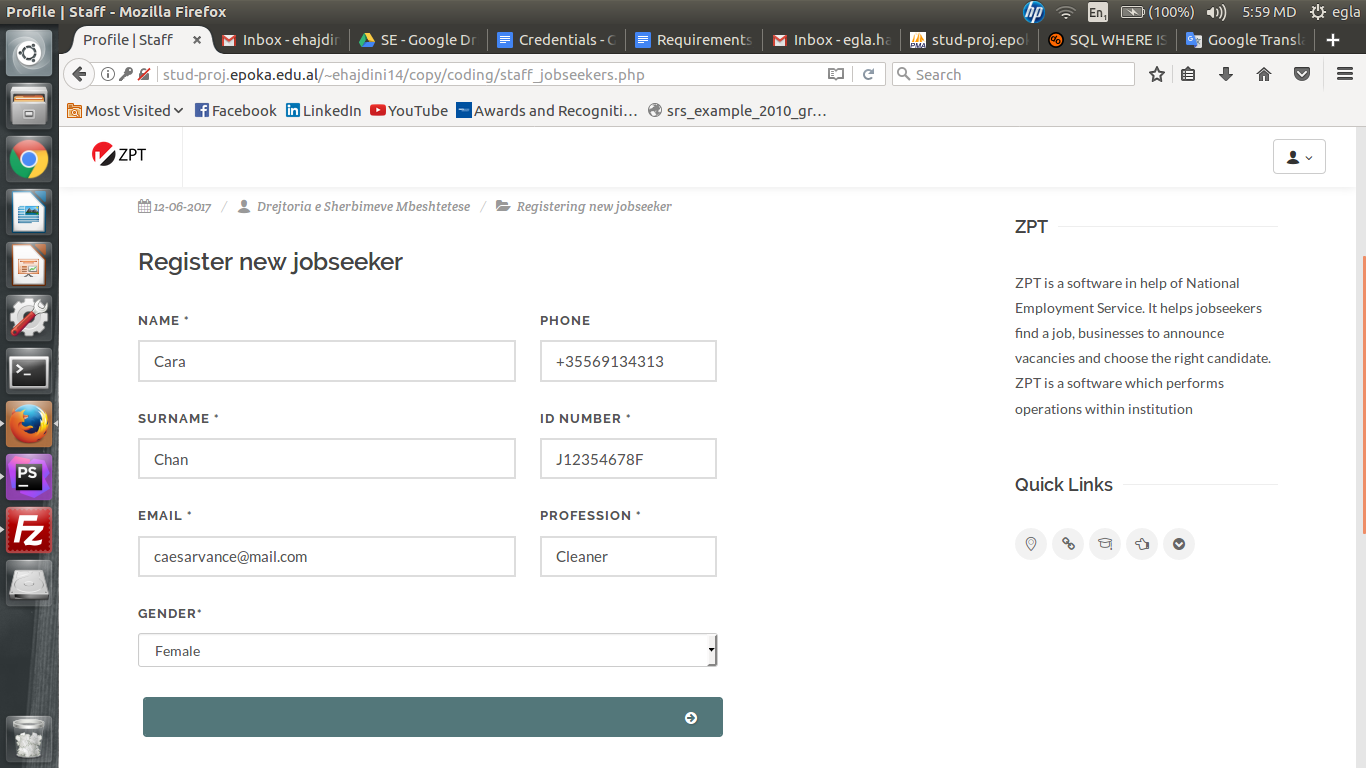 Profile | Staff - Mozilla Firefox
En1 (100%) 5:59 MD egla
Profile | Staff × Inbox - ehajdin SE - Google Dr Credentials - G Requirements Inbox - egla.ha stud-proj.epok SQL WHERE IS Google Transla
stud-proj.epoka.edu.al/~ehajdini14/copy/coding/staff_jobseekers.php Search
Most Visited Facebook LinkedIn YouTube Awards and Recogniti... srs_example_2010_gr...
ZPT
12-06-2017 / Drejtoria e Sherbimeve Mbeshtetese / Registering new jobseeker
Register new jobseeker
NAME * PHONE
Cara +35569134313
SURNAME * ID NUMBER *
Chan J12354678F
EMAIL * PROFESSION *
caesarvance@mail.com Cleaner
GENDER*
Female
ZPT
ZPT is a software in help of National
Employment Service. It helps jobseekers
find a job, businesses to announce
vacancies and choose the right candidate.
ZPT is a software which performs
operations within institution
Quick Links
PS
Fz